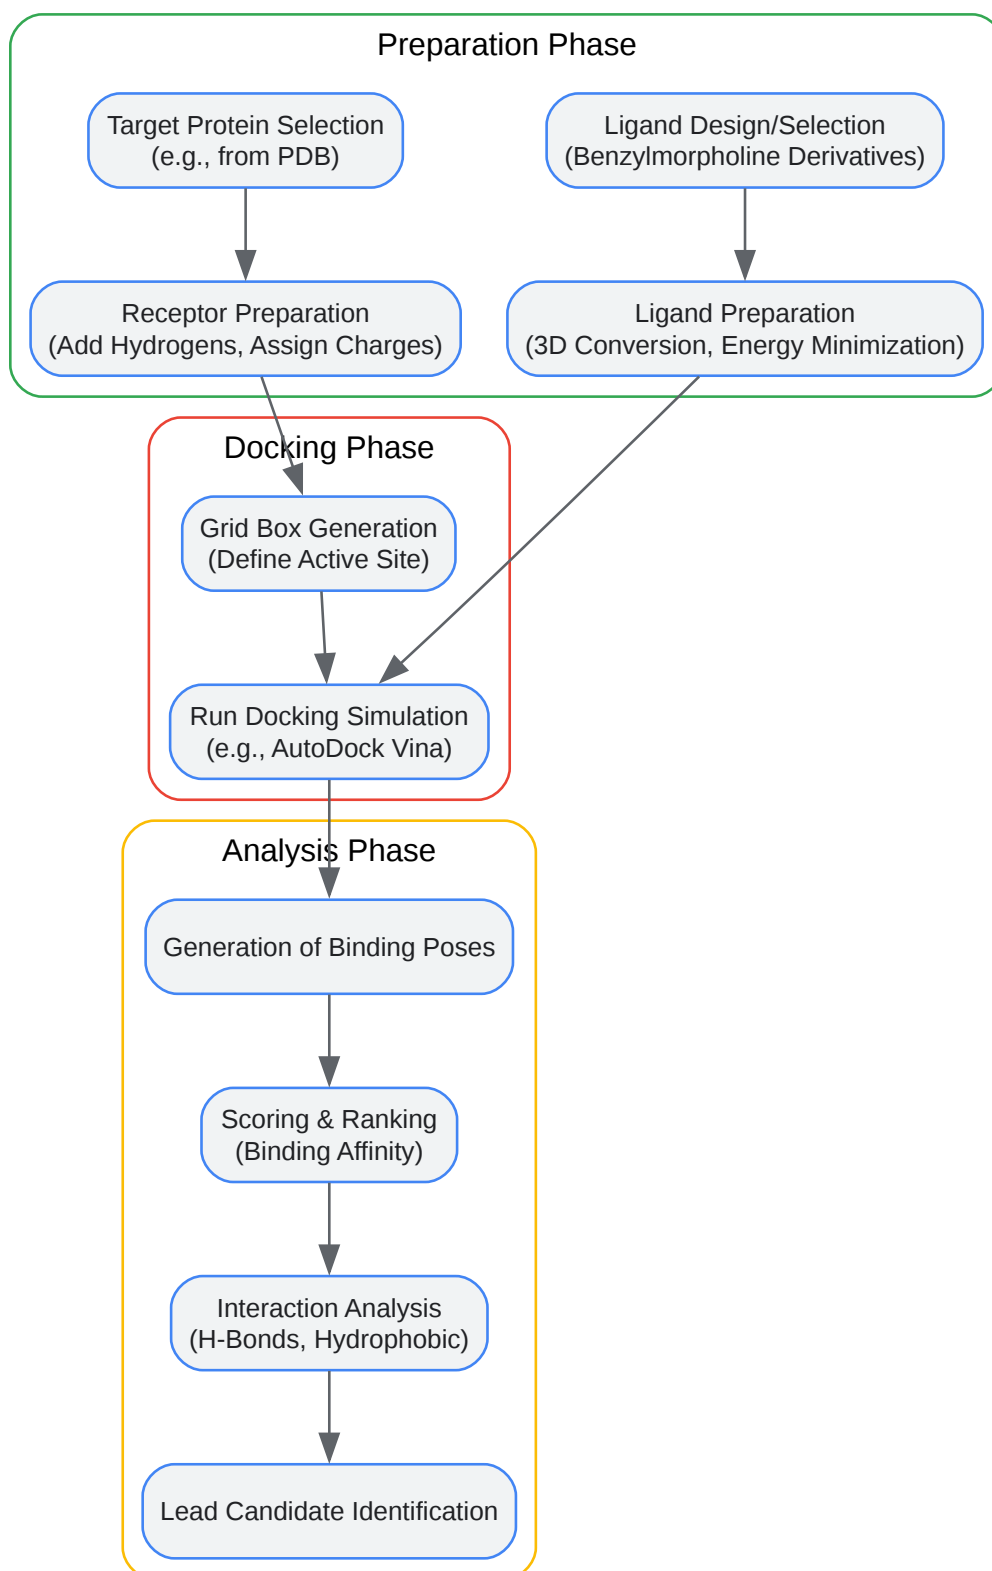 Preparation Phase
Target Protein Selection
(e.g., from PDB)
Ligand Design/Selection
(Benzylmorpholine Derivatives)
Receptor Preparation
(Add Hydrogens, Assign Charges)
Ligand Preparation
(3D Conversion, Energy Minimization)
Docking Phase
Grid Box Generation
(Define Active Site)
Run Docking Simulation
(e.g., AutoDock Vina)
Analysis Phase
Generation of Binding Poses
Scoring & Ranking
(Binding Affinity)
Interaction Analysis
(H-Bonds, Hydrophobic)
Lead Candidate Identification